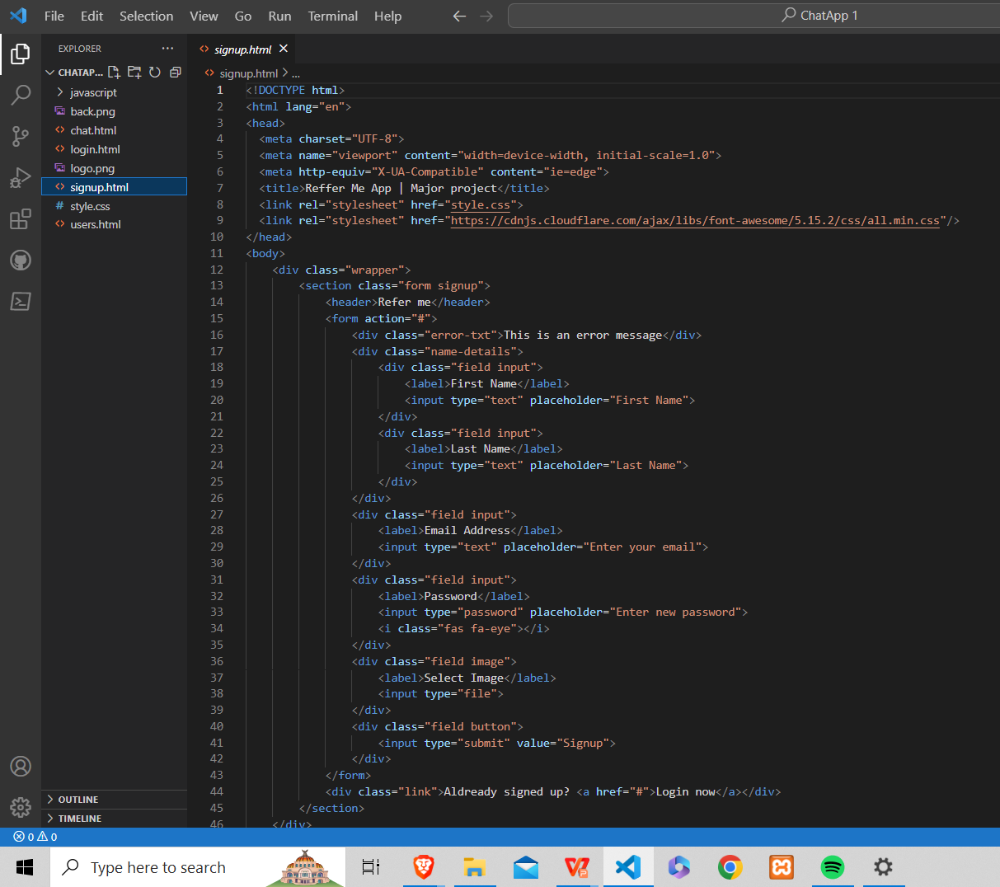 File Edit Selection View Go Run Terminal Help
ChatApp 1
EXPLORER
CHATAP...
javascript
back.png
chat.html
login.html
logo.png
signup.html
style.css
users.html
OUTLINE
TIMELINE
signup.html
signup.html > ...
1 <!DOCTYPE html>
2 <html lang="en">
3 <head>
4 <meta charset="UTF-8">
5 <meta name="viewport" content="width=device-width, initial-scale=1.0">
6 <meta http-equiv="X-UA-Compatible" content="ie=edge">
7 <title>Reffer Me App | Major project</title>
8 <link rel="stylesheet" href="style.css">
9 <link rel="stylesheet" href="https://cdnjs.cloudflare.com/ajax/libs/font-awesome/5.15.2/css/all.min.css"/>
10 </head>
11 <body>
12 <div class="wrapper">
13 <section class="form signup">
14 <header>Refer me</header>
15 <form action="#">
16 <div class="error-txt">This is an error message</div>
17 <div class="name-details">
18 <div class="field input">
19 <label>First Name</label>
20 <input type="text" placeholder="First Name">
21 </div>
22 <div class="field input">
23 <label>Last Name</label>
24 <input type="text" placeholder="Last Name">
25 </div>
26 </div>
27 <div class="field input">
28 <label>Email Address</label>
29 <input type="text" placeholder="Enter your email">
30 </div>
31 <div class="field input">
32 <label>Password</label>
33 <input type="password" placeholder="Enter new password">
34 <i class="fas fa-eye"></i>
35 </div>
36 <div class="field image">
37 <label>Select Image</label>
38 <input type="file">
39 </div>
40 <div class="field button">
41 <input type="submit" value="Signup">
42 </div>
43 </form>
44 <div class="link">Aldready signed up? <a href="#">Login now</a></div>
45 </section>
46 </div>
0 0
Type here to search